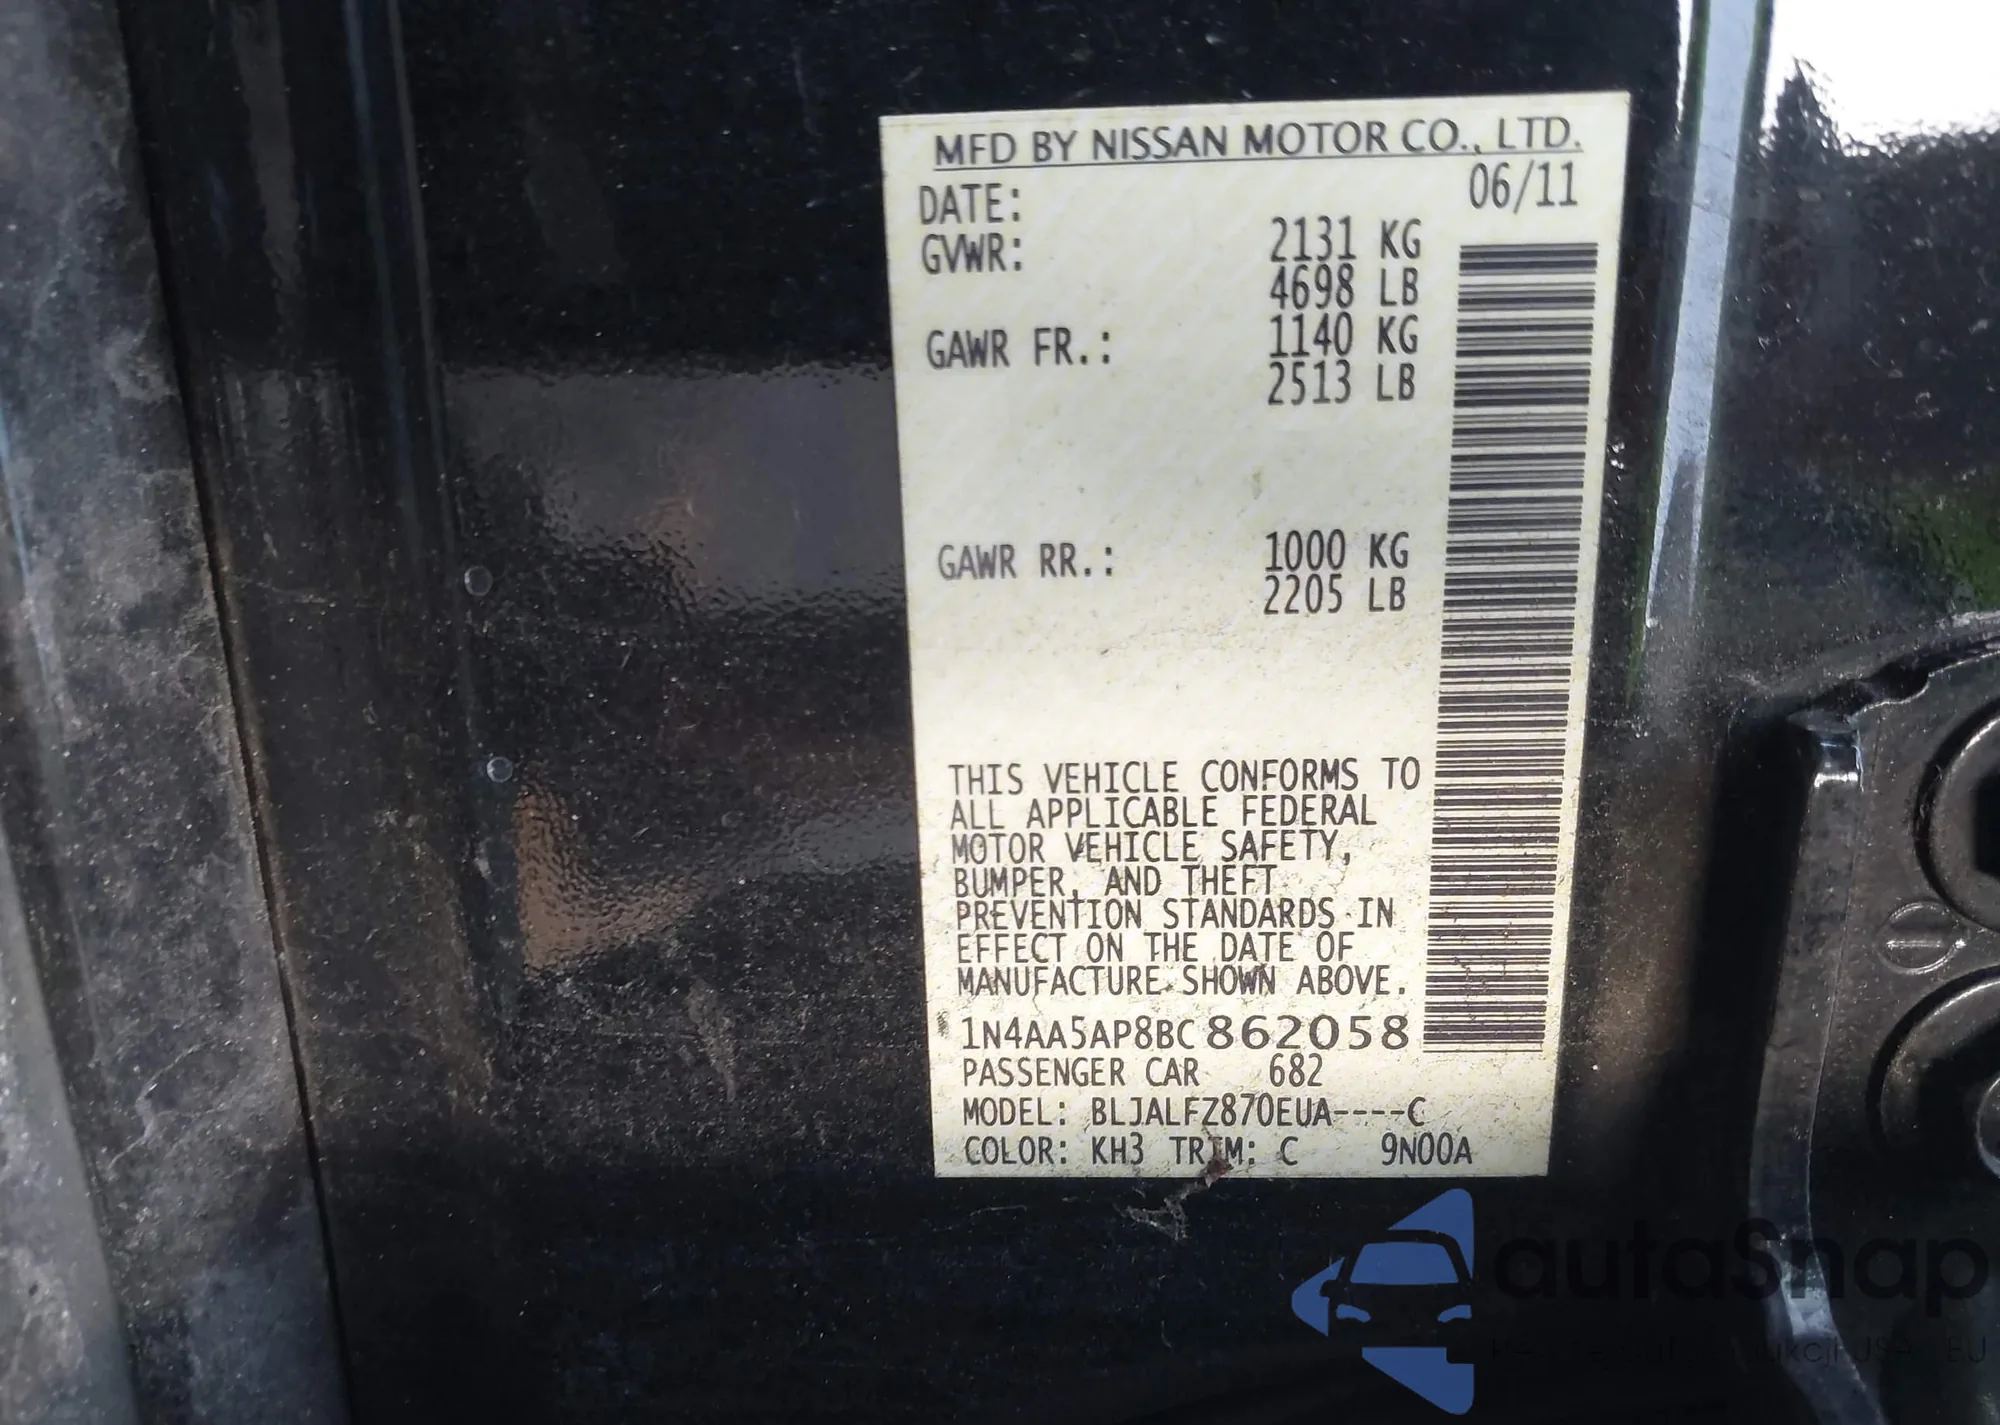 MFD BY NISSAN MOTOR CO., LTD.
DATE: 06/11
GVWR: 2131 KG
4698 LB
GAWR FR.: 1140 KG
2513 LB
GAWR RR.: 1000 KG
2205 LB
THIS VEHICLE CONFORMS TO
ALL APPLICABLE FEDERAL
MOTOR VEHICLE SAFETY,
BUMPER, AND THEFT
PREVENTION STANDARDS IN
EFFECT ON THE DATE OF
MANUFACTURE SHOWN ABOVE.
1N4AA5AP8BC862058
PASSENGER CAR 682
MODEL: BLJALFZ870EUA----C
COLOR: KH3 TRIM: C 9N00A
autoSnap
USA EU